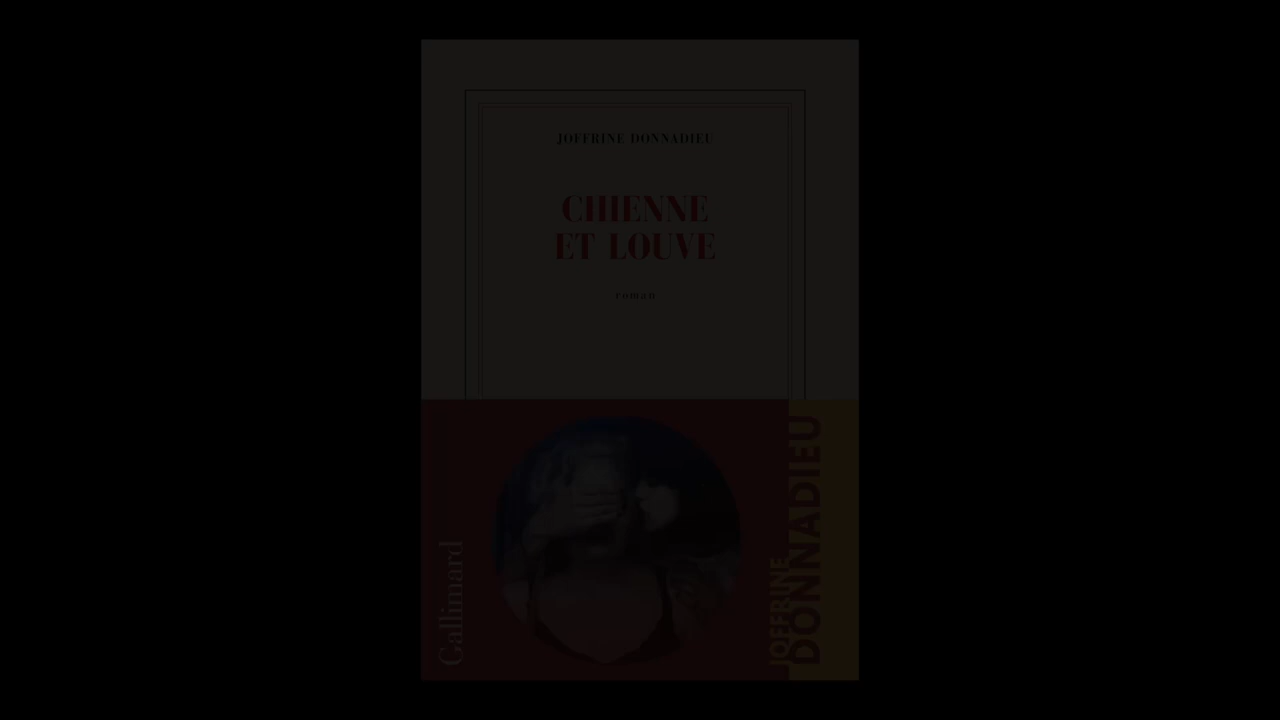 JOFFRINE DONNADIEU
CHIENNE
ET LOUVE
roman
Gallimard
JOFFRINE
DONNADIEU